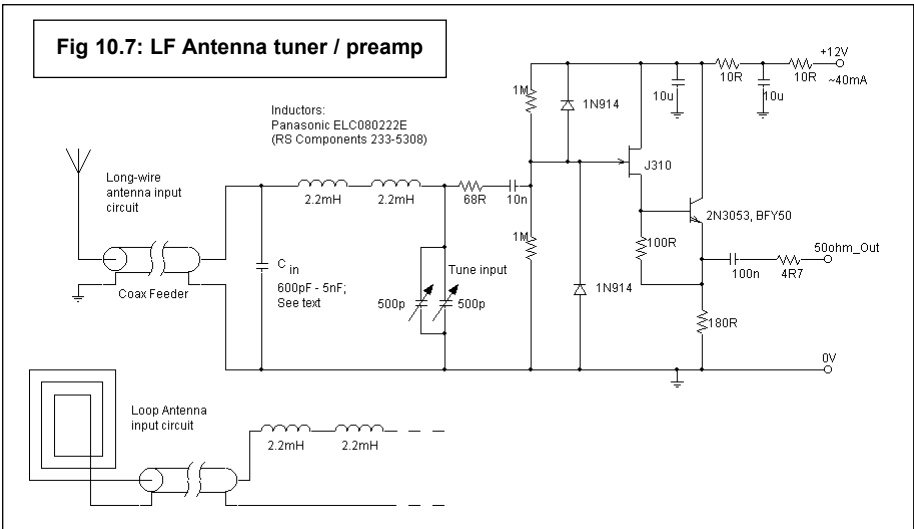 Fig 10.7: LF Antenna tuner / preamp
Inductors:
Panasonic ELC080222E
(RS Components 233-5308)
Long-wire
antenna input
circuit
Coax Feeder
C in
600pF - 5nF;
See text
2.2mH
2.2mH
68R
10n
500p
500p
Tune input
1M
1M
1N914
1N914
J310
100R
10u
10R
10u
10R
+12V
~40mA
2N3053, BFY50
100n
4R7
50ohm_Out
180R
0V
Loop Antenna
input circuit
2.2mH
2.2mH